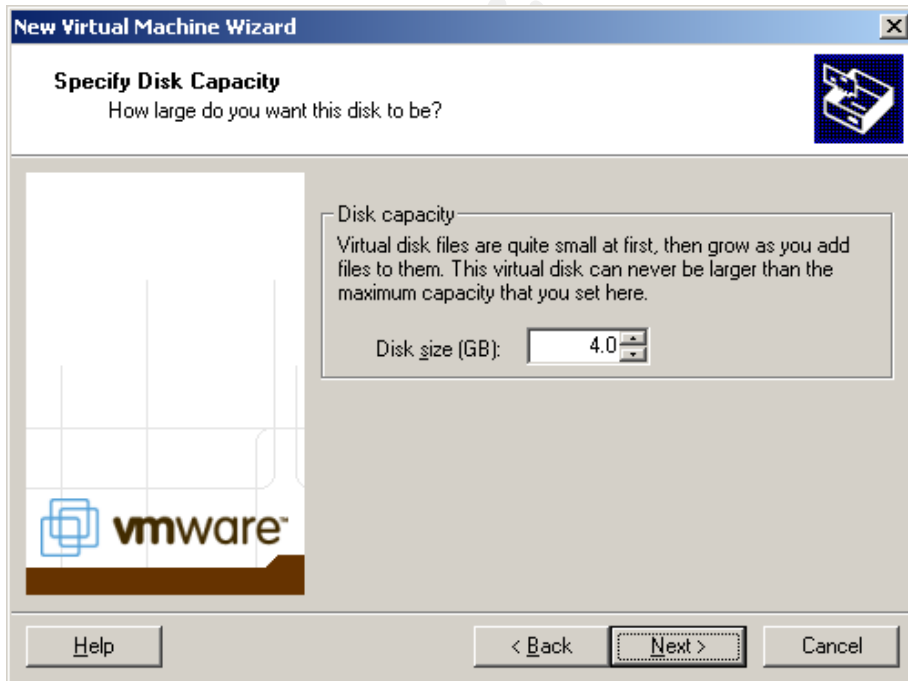 New Virtual Machine Wizard
Specify Disk Capacity
How large do you want this disk to be?
Disk capacity
Virtual disk files are quite small at first, then grow as you add
files to them. This virtual disk can never be larger than the
maximum capacity that you set here.
Disk size (GB): 4.0
vmware™
Help < Back Next > Cancel